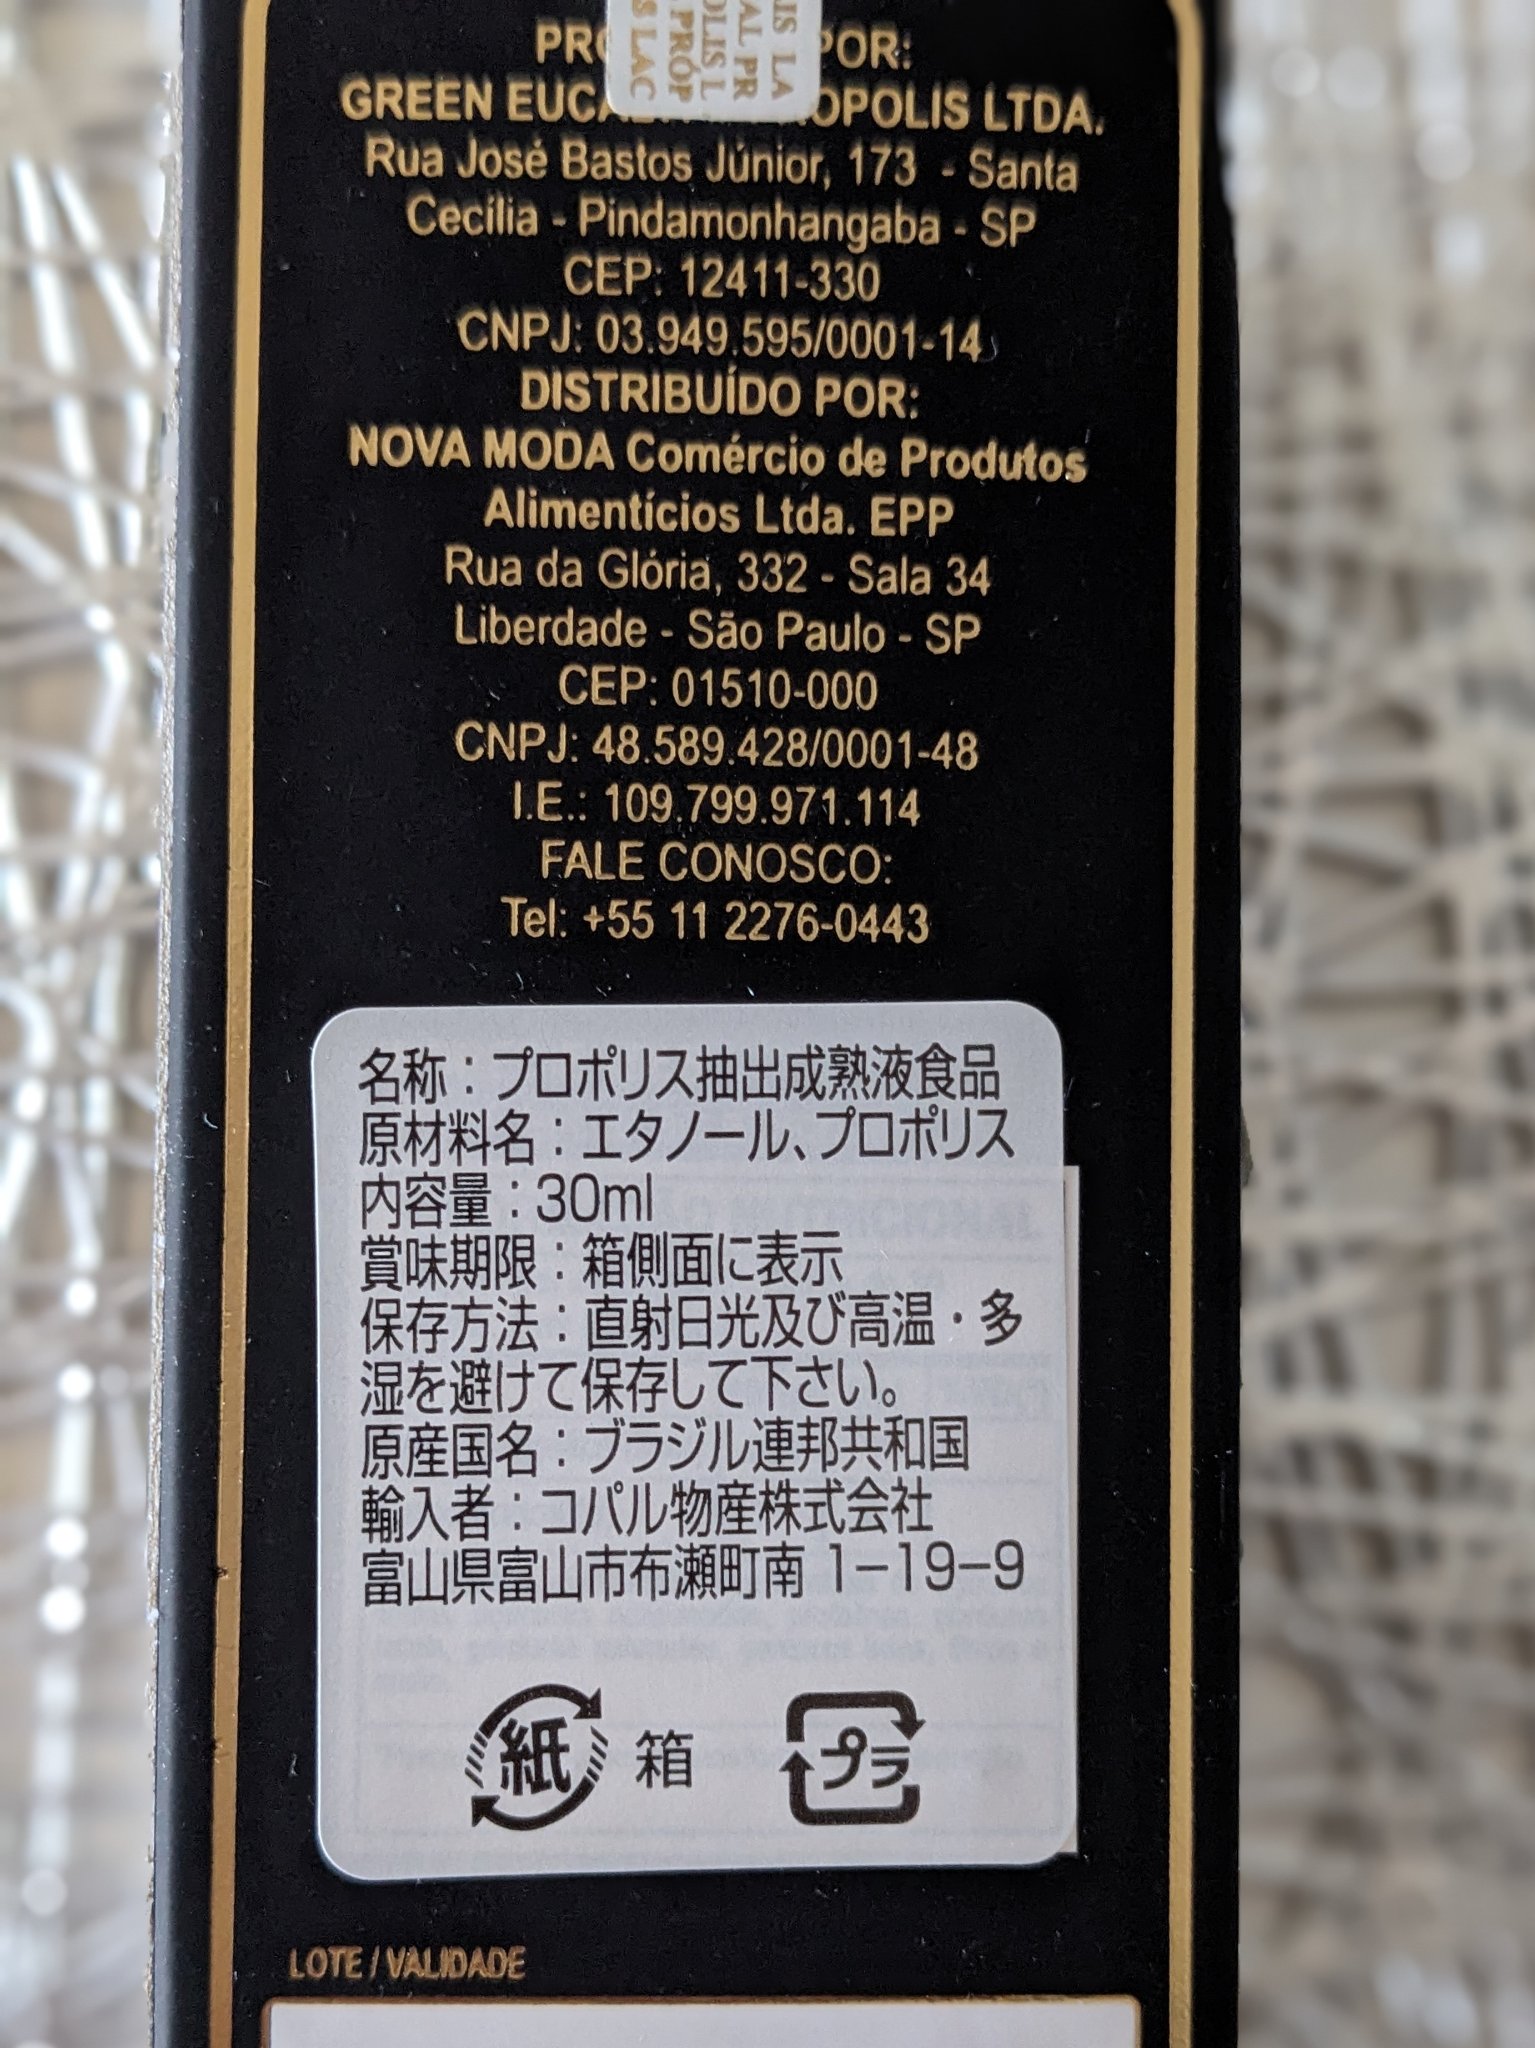 POR:
GREEN OPOLIS LTDA.
Rua José Bastos Júnior, 173 - Santa
Cecília - Pindamonhangaba - SP
CEP: 12411-330
CNPJ: 03.949.595/0001-14
DISTRIBUÍDO POR:
NOVA MODA Comércio de Produtos
Alimentícios Ltda. EPP
Rua da Glória, 332 - Sala 34
Liberdade - São Paulo - SP
CEP: 01510-000
CNPJ: 48.589.428/0001-48
I.E.: 109.799.971.114
FALE CONOSCO:
Tel: +55 11 2276-0443
名称：プロポリス抽出成熟液食品
原材料名：エタノール、プロポリス
内容量：30ml
賞味期限：箱側面に表示
保存方法：直射日光及び高温・多
湿を避けて保存して下さい。
原産国名：ブラジル連邦共和国
輸入者：コパル物産株式会社
富山県富山市布瀬町南 1-19-9
紙 箱 プラ
LOTE / VALIDADE